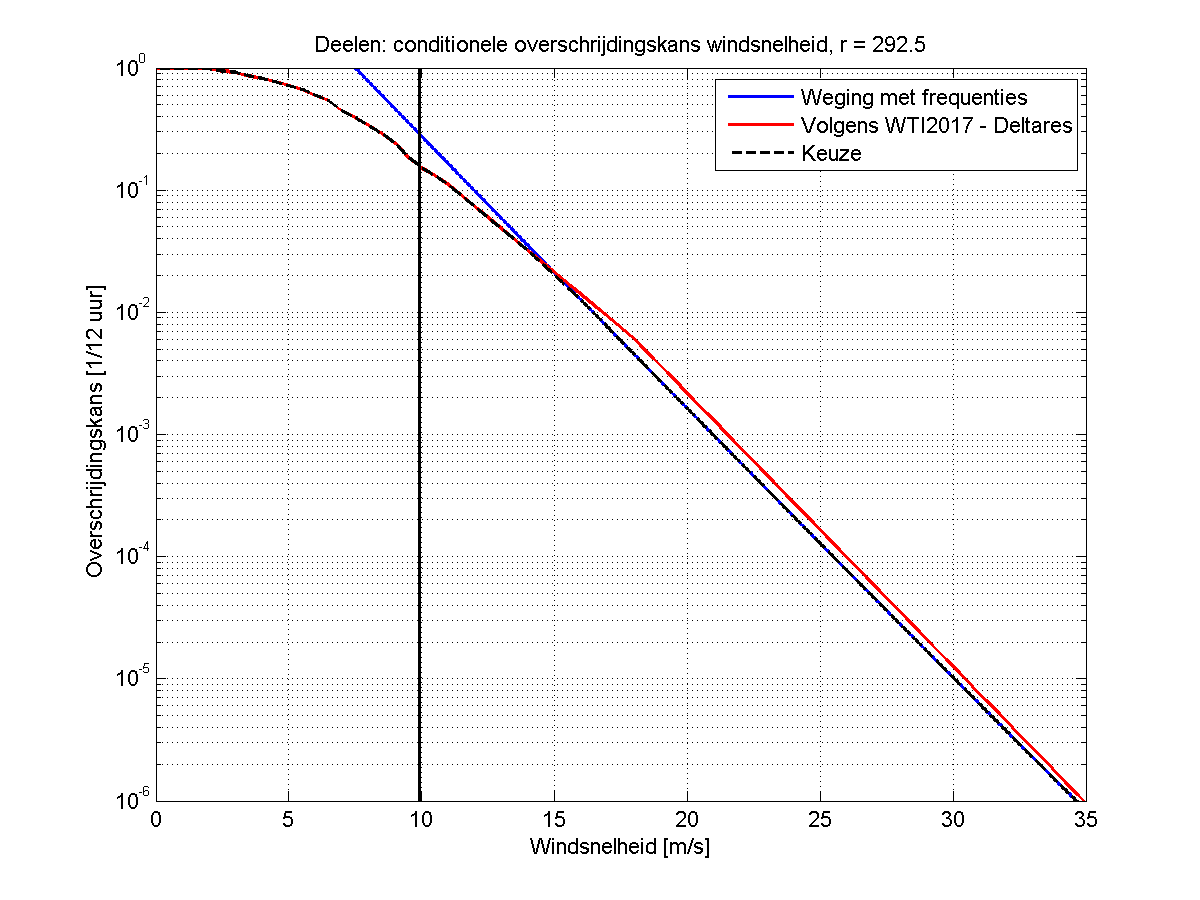 Deelen: conditionele overschrijdingskans windsnelheid, r = 292.5
Weging met frequenties
Volgens WTI2017 - Deltares
Keuze
Overschrijdingskans [1/12 uur]
10^0
10^-1
10^-2
10^-3
10^-4
10^-5
10^-6
0 5 10 15 20 25 30 35
Windsnelheid [m/s]